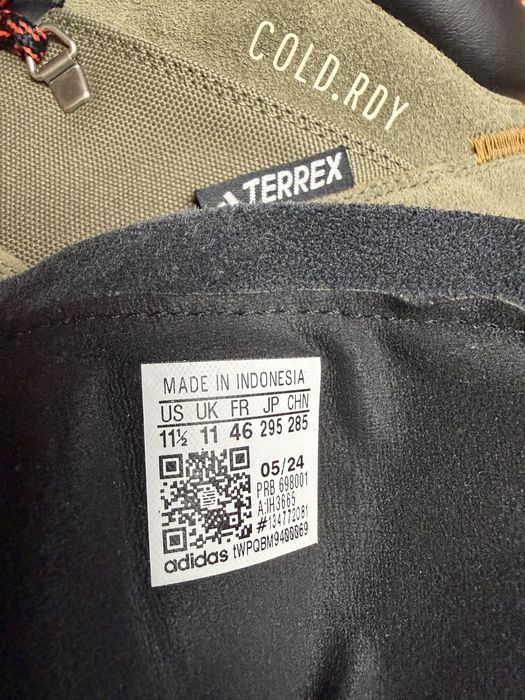 COLD.RDY
TERREX
MADE IN INDONESIA
US UK FR JP CHN
11½ 11 46 295 285
05/24
PRB 698001
A:IH3665
#134772081
adidas tWPQBM9400069